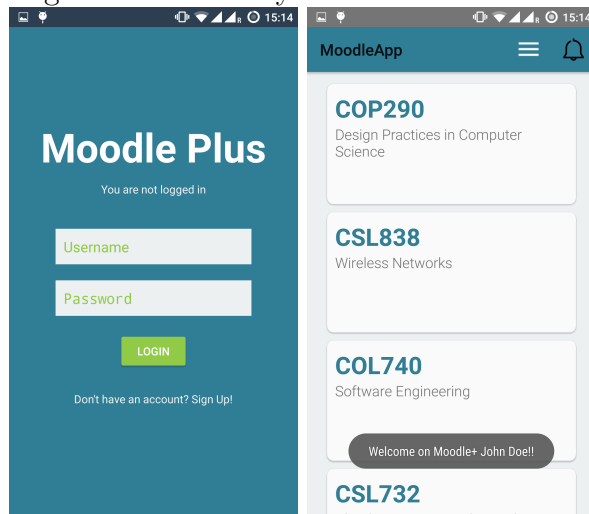 15:14
Moodle Plus
You are not logged in
Username
Password
LOGIN
Don't have an account? Sign Up!
15:14
MoodleApp
COP290
Design Practices in Computer
Science
CSL838
Wireless Networks
COL740
Software Engineering
Welcome on Moodle+ John Doe!!
CSL732